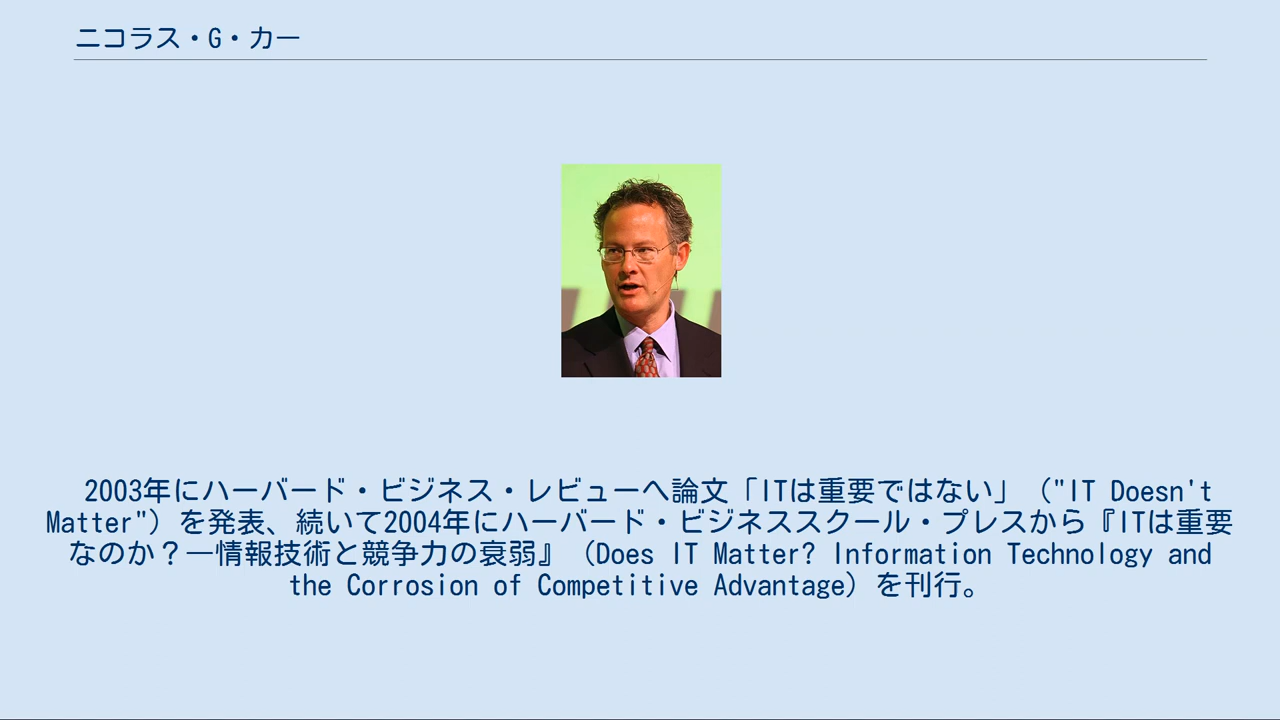 ニコラス・G・カー
2003年にハーバード・ビジネス・レビューへ論文「ITは重要ではない」（"IT Doesn't
Matter"）を発表、続いて2004年にハーバード・ビジネススクール・プレスから『ITは重要
なのか？―情報技術と競争力の衰弱』（Does IT Matter? Information Technology and
the Corrosion of Competitive Advantage）を刊行。